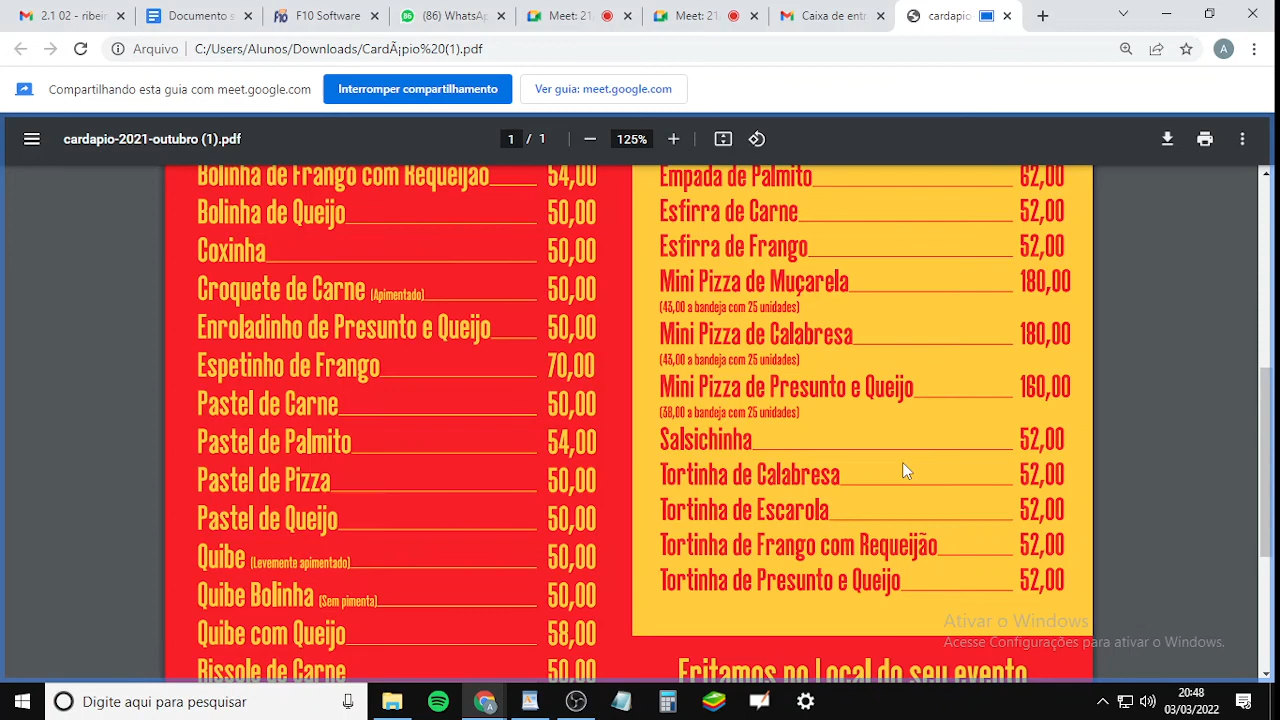 2.1 02 - leiem
Documento s
F10 Software -
(86) WhatsAp
Meet: 21
Meet: 21
Caixa de entr
cardapio
Arquivo | C:/Users/Alunos/Downloads/CardÃ¡pio%20(1).pdf
A
Compartilhando esta guia com meet.google.com
Interromper compartilhamento
Ver guia: meet.google.com
cardapio-2021-outubro (1).pdf
1 / 1
125%
Bolinha de Frango com Requeijão 54,00
Bolinha de Queijo 50,00
Coxinha 50,00
Croquete de Carne (Apimentado) 50,00
Enroladinho de Presunto e Queijo 50,00
Espetinho de Frango 70,00
Pastel de Carne 50,00
Pastel de Palmito 54,00
Pastel de Pizza 50,00
Pastel de Queijo 50,00
Quibe (Levemente apimentado) 50,00
Quibe Bolinha (Sem pimenta) 50,00
Quibe com Queijo 58,00
Rissole de Carne 50,00
Empada de Palmito 62,00
Esfirra de Carne 52,00
Esfirra de Frango 52,00
Mini Pizza de Muçarela 180,00
(43,00 a bandeja com 25 unidades)
Mini Pizza de Calabresa 180,00
(43,00 a bandeja com 25 unidades)
Mini Pizza de Presunto e Queijo 160,00
(38,00 a bandeja com 25 unidades)
Salsichinha 52,00
Tortinha de Calabresa 52,00
Tortinha de Escarola 52,00
Tortinha de Frango com Requeijão 52,00
Tortinha de Presunto e Queijo 52,00
Fritamos no Local do seu evento
Ativar o Windows
Acesse Configurações para ativar o Windows.
Digite aqui para pesquisar
20:48
03/03/2022